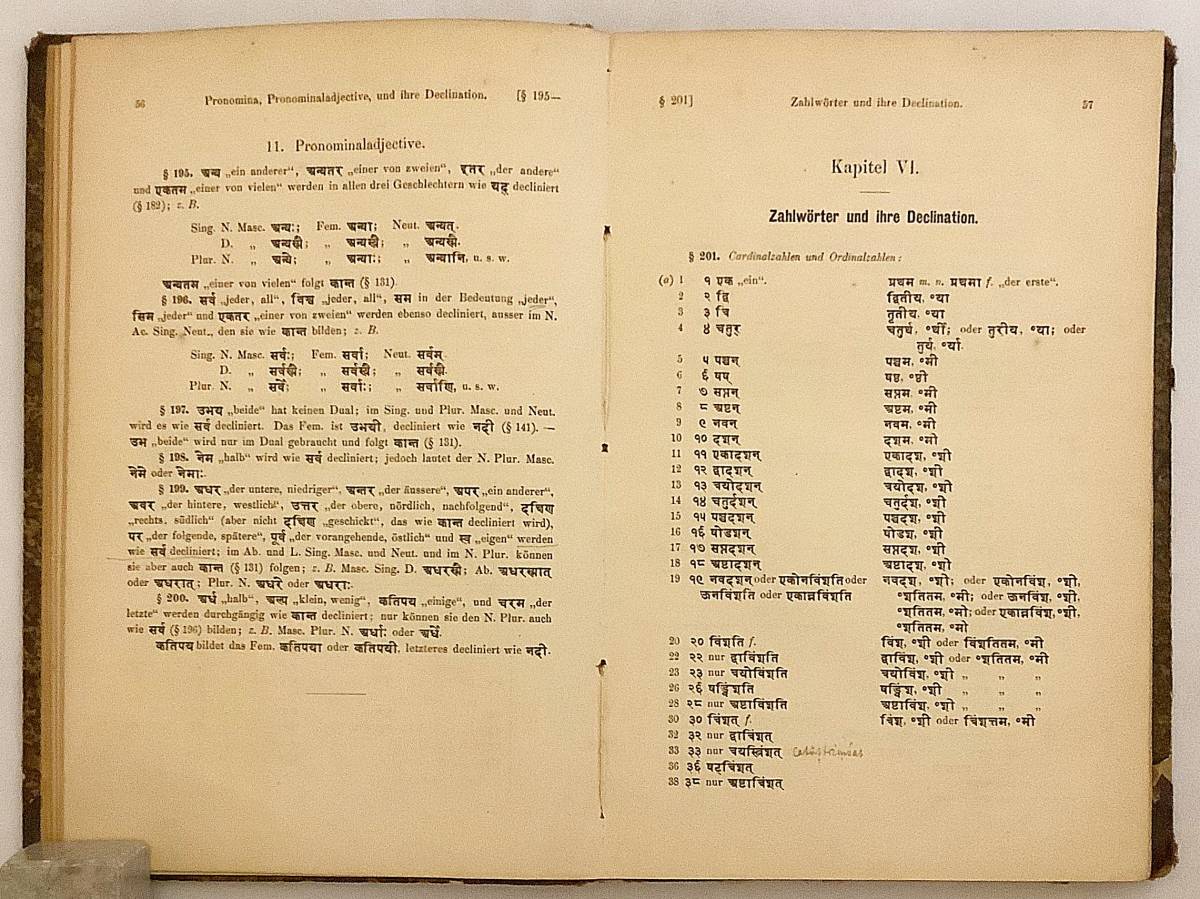 56 Pronomina, Pronominaladjective, und ihre Declination. [§ 195—
11. Pronominaladjective.
§ 195. अन्य „ein anderer“, अन्यतर „einer von zweien“, इतर „der andere“
und एकतम „einer von vielen“ werden in allen drei Geschlechtern wie यद् decliniert
(§ 182); z. B.
Sing. N. Masc. अन्यः; Fem. अन्या; Neut. अन्यत्.
D. „ अन्यस्मै; „ अन्यस्यै; „ अन्यस्मै.
Plur. N. „ अन्ये; „ अन्याः; „ अन्यानि, u. s. w.
अन्यतम „einer von vielen“ folgt कान्त (§ 131).
§ 196. सर्व „jeder, all“, विश्व „jeder, all“, सम in der Bedeutung „jeder“,
सिम „jeder“ und एकतर „einer von zweien“ werden ebenso decliniert, ausser im N.
Ac. Sing. Neut., den sie wie कान्त bilden; z. B.
Sing. N. Masc. सर्वः; Fem. सर्वा; Neut. सर्वम्.
D. „ सर्वस्मै; „ सर्वस्यै; „ सर्वस्मै.
Plur. N. „ सर्वे; „ सर्वाः; „ सर्वाणि, u. s. w.
§ 197. उभय „beide“ hat keinen Dual; im Sing. und Plur. Masc. und Neut.
wird es wie सर्व decliniert. Das Fem. ist उभयी, decliniert wie नदी (§ 141). —
उभ „beide“ wird nur im Dual gebraucht und folgt कान्त (§ 131).
§ 198. नेम „halb“ wird wie सर्व decliniert; jedoch lautet der N. Plur. Masc.
नेमे oder नेमाः.
§ 199. अधर „der untere, niedriger“, अन्तर „der äussere“, अपर „ein anderer“,
अवर „der hintere, westlich“, उत्तर „der obere, nördlich, nachfolgend“, दक्षिण
„rechts, südlich“ (aber nicht दक्षिण „geschickt“, das wie कान्त decliniert wird),
पर „der folgende, spätere“, पूर्व „der vorangehende, östlich“ und स्व „eigen“ werden
wie सर्व decliniert; im Ab. und L. Sing. Masc. und Neut. und im N. Plur. können
sie aber auch कान्त (§ 131) folgen; z. B. Masc. Sing. D. अधरस्मै; Ab. अधरस्मात्
oder अधरात्; Plur. N. अधरे oder अधराः.
§ 200. अर्ध „halb“, अल्प „klein, wenig“, कतिपय „einige“, und चरम „der
letzte“ werden durchgängig wie कान्त decliniert; nur können sie den N. Plur. auch
wie सर्व (§ 196) bilden; z. B. Masc. Plur. N. अर्धाः oder अर्धे.
कतिपय bildet das Fem. कतिपया oder कतिपयी, letzteres decliniert wie नदी.
§ 201] Zahlwörter und ihre Declination. 57
Kapitel VI.
Zahlwörter und ihre Declination.
§ 201. Cardinalzahlen und Ordinalzahlen:
(a) 1 १ एक „ein“. प्रथम m. n. प्रथमा f. „der erste“.
2 २ द्वि द्वितीय, °या
3 ३ त्रि तृतीय, °या
4 ४ चतुर् चतुर्थ, °र्थी; oder तुरीय, °या; oder
तुर्य, °र्या.
5 ५ पञ्चन् पञ्चम, °मी
6 ६ षष् षष्ठ, °ष्ठी
7 ७ सप्तन् सप्तम, °मी
8 ८ अष्टन् अष्टम, °मी
9 ९ नवन् नवम, °मी
10 १० दशन् दशम, °मी
11 ११ एकादशन् एकादश, °शी
12 १२ द्वादशन् द्वादश, °शी
13 १३ त्रयोदशन् त्रयोदश, °शी
14 १४ चतुर्दशन् चतुर्दश, °शी
15 १५ पञ्चदशन् पञ्चदश, °शी
16 १६ षोडशन् षोडश, °शी
17 १७ सप्तदशन् सप्तदश, °शी
18 १८ अष्टादशन् अष्टादश, °शी
19 १९ नवदशन् oder एकोनविंशति oder नवदश, °शी; oder एकोनविंश, °शी,
ऊनविंशति oder एकान्नविंशति °शतितम, °मी; oder ऊनविंश, °शी,
°शतितम, °मी; oder एकान्नविंश, °शी,
°शतितम, °मी
20 २० विंशति f. विंश, °शी oder विंशतितम, °मी
22 २२ nur द्वाविंशति द्वाविंश, °शी oder °शतितम, °मी
23 २३ nur त्रयोविंशति त्रयोविंश, °शी „ „ „
26 २६ षड्विंशति षड्विंश, °शी „ „ „
28 २८ nur अष्टाविंशति अष्टाविंश, °शी „ „ „
30 ३० त्रिंशत् f. त्रिंश, °शी oder त्रिंशत्तम, °मी
32 ३२ nur द्वात्रिंशत्
33 ३३ nur त्रयस्त्रिंशत्
36 ३६ षट्त्रिंशत्
38 ३८ nur अष्टात्रिंशत्